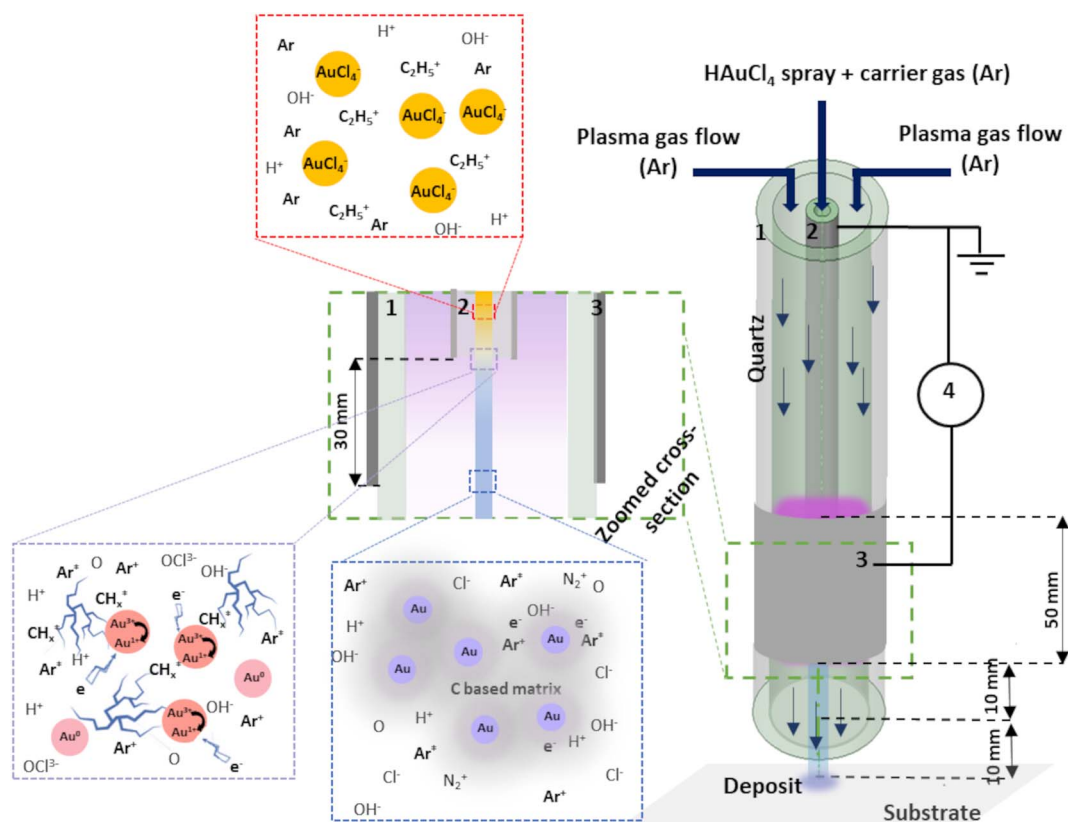 H⁺
OH⁻
Ar
AuCl₄⁻
C₂H₅⁺
Ar
OH⁻
C₂H₅⁺
AuCl₄⁻
AuCl₄⁻
Ar
H⁺
AuCl₄⁻
C₂H₅⁺
AuCl₄⁻
Ar
C₂H₅⁺
Ar
OH⁻
H⁺
HAuCl₄ spray + carrier gas (Ar)
Plasma gas flow
(Ar)
Plasma gas flow
(Ar)
1
2
Quartz
4
3
50 mm
10 mm
10 mm
Deposit
Substrate
1
2
3
30 mm
Zoomed cross-
section
O
OCl³⁻
Ar*
Ar⁺
OH⁻
H⁺
CHₓ*
e⁻
CHₓ*
CHₓ*
Au³⁺
Au¹⁺
Au³⁺
Au¹⁺
Ar*
Ar*
H⁺
CHₓ*
e
Au⁰
H⁺
Au³⁺
Au¹⁺
OH⁻
Au⁰
Ar⁺
Ar⁺
OCl³⁻
O
e⁻
Ar⁺
Cl⁻
Ar*
N₂⁺
O
Au
OH⁻
e⁻
e⁻
H⁺
Au
Ar⁺
Ar*
OH⁻
Au
Au
Cl⁻
C based matrix
O
H⁺
Au
Au
OH⁻
e⁻
H⁺
Ar*
Cl⁻
N₂⁺
Cl⁻
Ar⁺
OH⁻